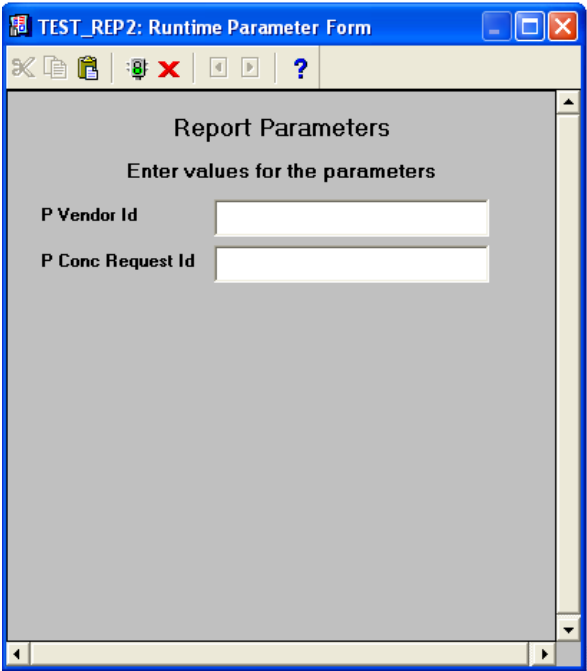 TEST_REP2: Runtime Parameter Form
?
Report Parameters
Enter values for the parameters
P Vendor Id
P Conc Request Id